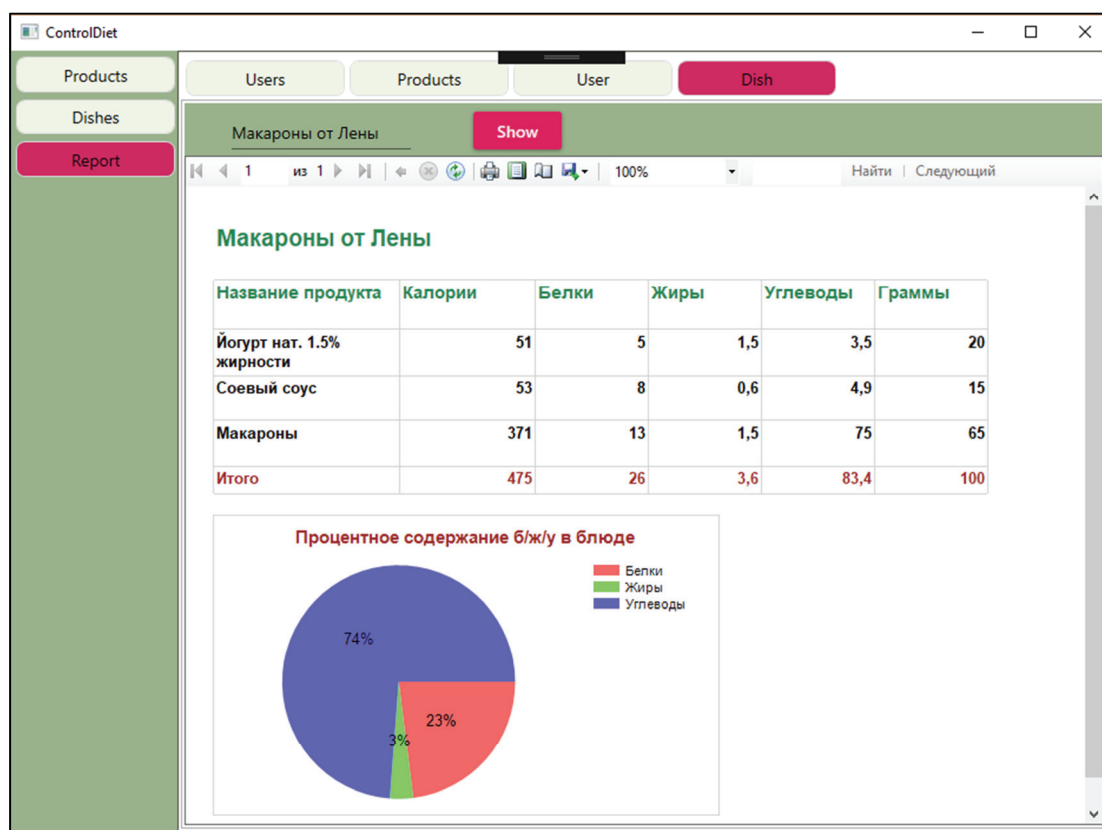 ControlDiet
Products
Dishes
Report
Users
Products
User
Dish
Макароны от Лены
Show
1 из 1
100%
Найти | Следующий
Макароны от Лены
Название продукта Калории Белки Жиры Углеводы Граммы
Йогурт нат. 1.5% 51 5 1,5 3,5 20
жирности
Соевый соус 53 8 0,6 4,9 15
Макароны 371 13 1,5 75 65
Итого 475 26 3,6 83,4 100
Процентное содержание б/ж/у в блюде
Белки
Жиры
Углеводы
74%
23%
3%